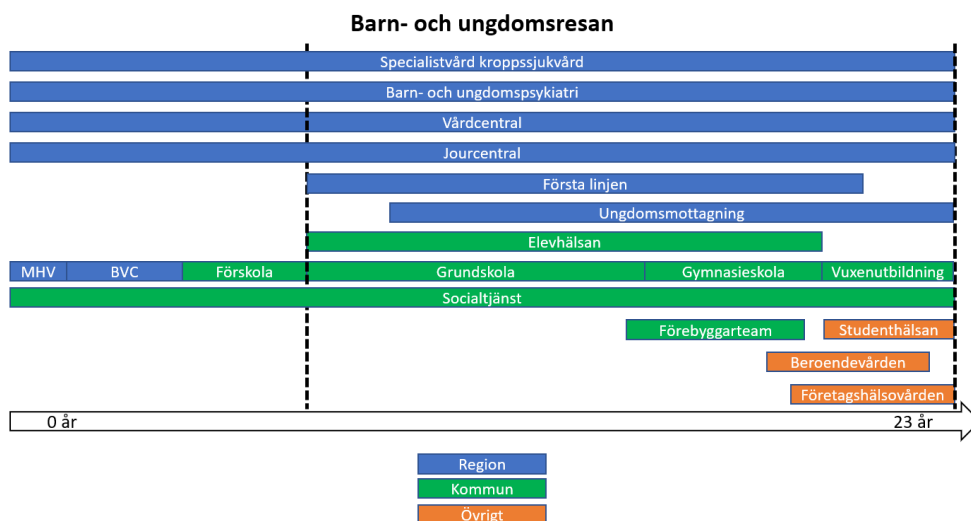 Barn- och ungdomsresan
Specialistvård kroppssjukvård
Barn- och ungdomspsykiatri
Vårdcentral
Jourcentral
Första linjen
Ungdomsmottagning
Elevhälsan
MHV BVC Förskola Grundskola Gymnasieskola Vuxenutbildning
Socialtjänst
Förebyggarteam Studenthälsan
Beroendevården
Företagshälsovården
0 år 23 år
Region
Kommun
Övrigt